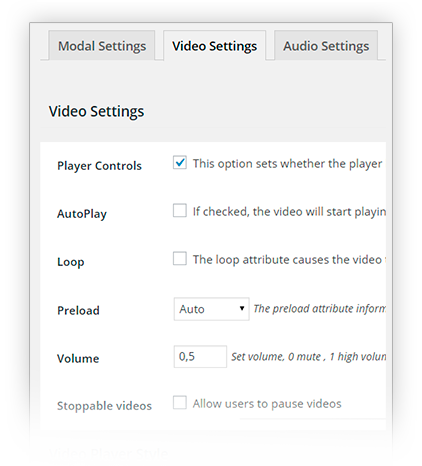 Modal Settings Video Settings Audio Settings
Video Settings
Player Controls This option sets whether the player
AutoPlay If checked, the video will start playin
Loop The loop attribute causes the video
Preload Auto The preload attribute inform
Volume 0,5 Set volume, 0 mute , 1 high volum
Stoppable videos Allow users to pause videos